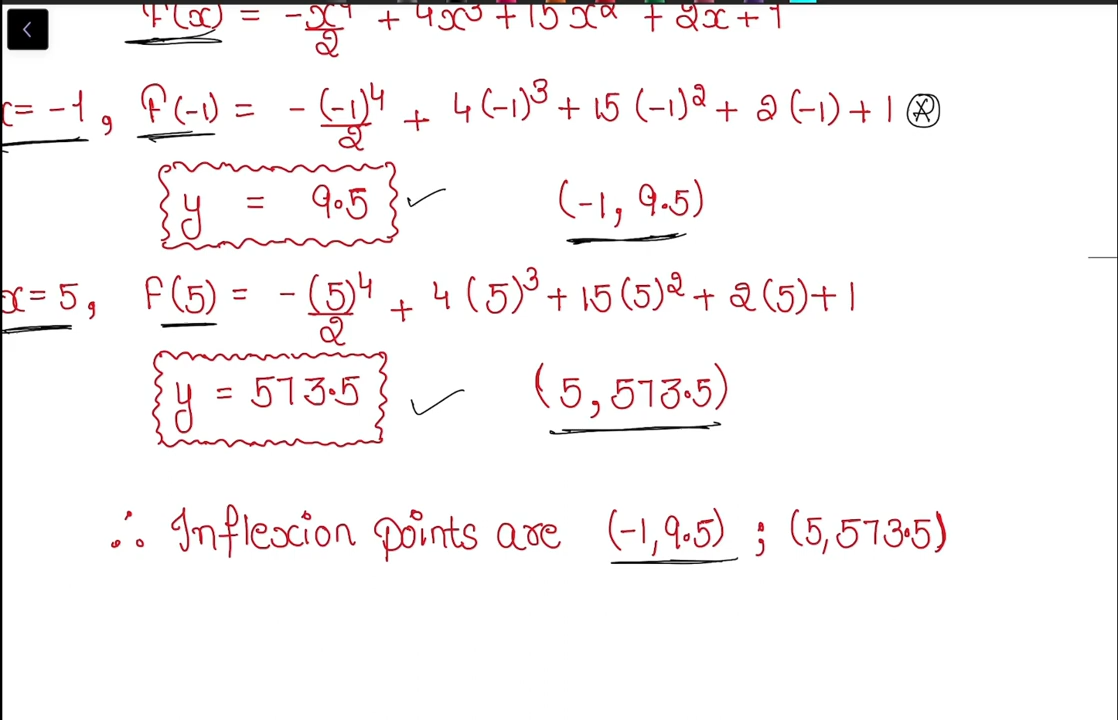 f(x) = -x⁴/2 + 4x³ + 15x² + 2x + 1
x = -1, f(-1) = -(-1)⁴/2 + 4(-1)³ + 15(-1)² + 2(-1) + 1
y = 9.5 ✓ (-1, 9.5)
x = 5, f(5) = -(5)⁴/2 + 4(5)³ + 15(5)² + 2(5) + 1
y = 573.5 ✓ (5, 573.5)
∴ Inflexion points are (-1, 9.5) ; (5, 573.5)